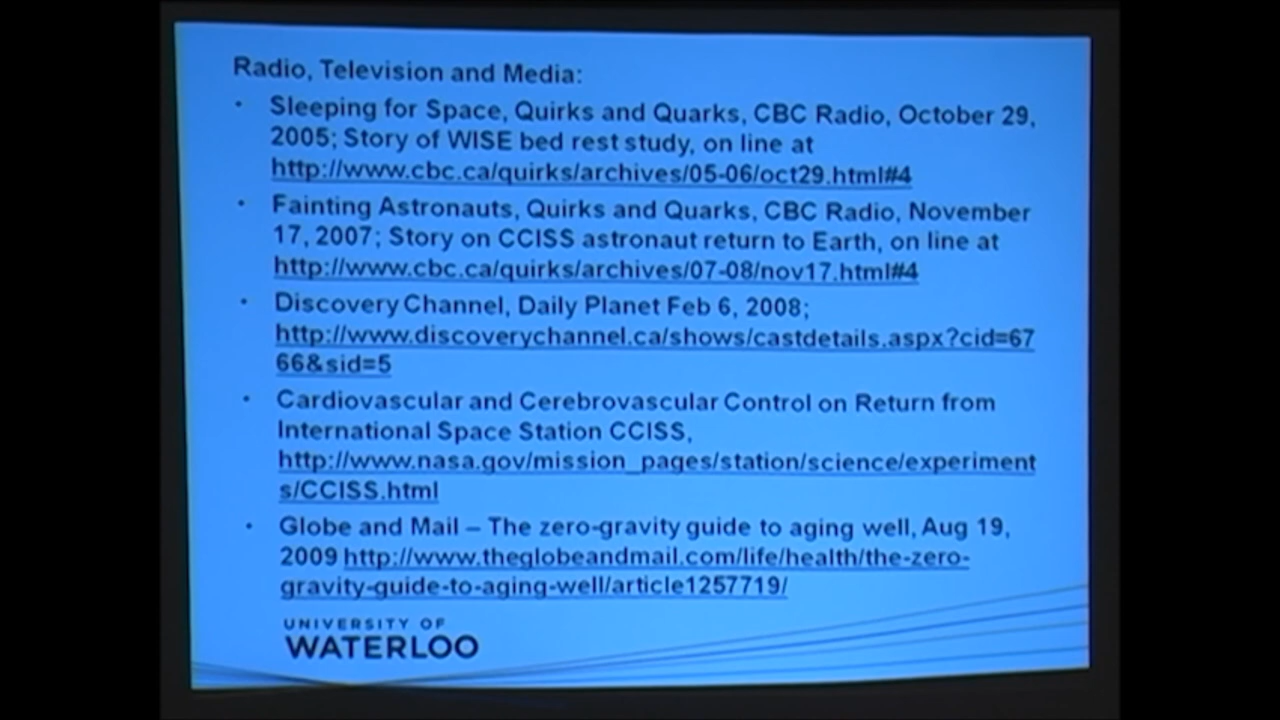 Radio, Television and Media:
• Sleeping for Space, Quirks and Quarks, CBC Radio, October 29,
2005; Story of WISE bed rest study, on line at
http://www.cbc.ca/quirks/archives/05-06/oct29.html#4
• Fainting Astronauts, Quirks and Quarks, CBC Radio, November
17, 2007; Story on CCISS astronaut return to Earth, on line at
http://www.cbc.ca/quirks/archives/07-08/nov17.html#4
• Discovery Channel, Daily Planet Feb 6, 2008;
http://www.discoverychannel.ca/shows/castdetails.aspx?cid=67
66&sid=5
• Cardiovascular and Cerebrovascular Control on Return from
International Space Station CCISS,
http://www.nasa.gov/mission_pages/station/science/experiment
s/CCISS.html
• Globe and Mail – The zero-gravity guide to aging well, Aug 19,
2009 http://www.theglobeandmail.com/life/health/the-zero-
gravity-guide-to-aging-well/article1257719/
UNIVERSITY OF
WATERLOO